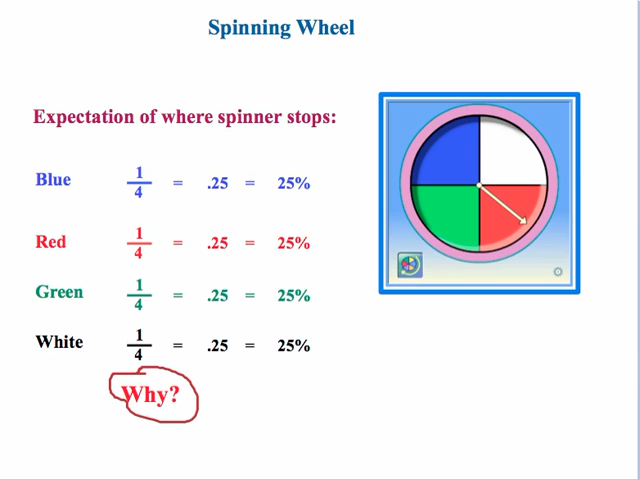 Spinning Wheel
Expectation of where spinner stops:
Blue 1/4 = .25 = 25%
Red 1/4 = .25 = 25%
Green 1/4 = .25 = 25%
White 1/4 = .25 = 25%
Why?